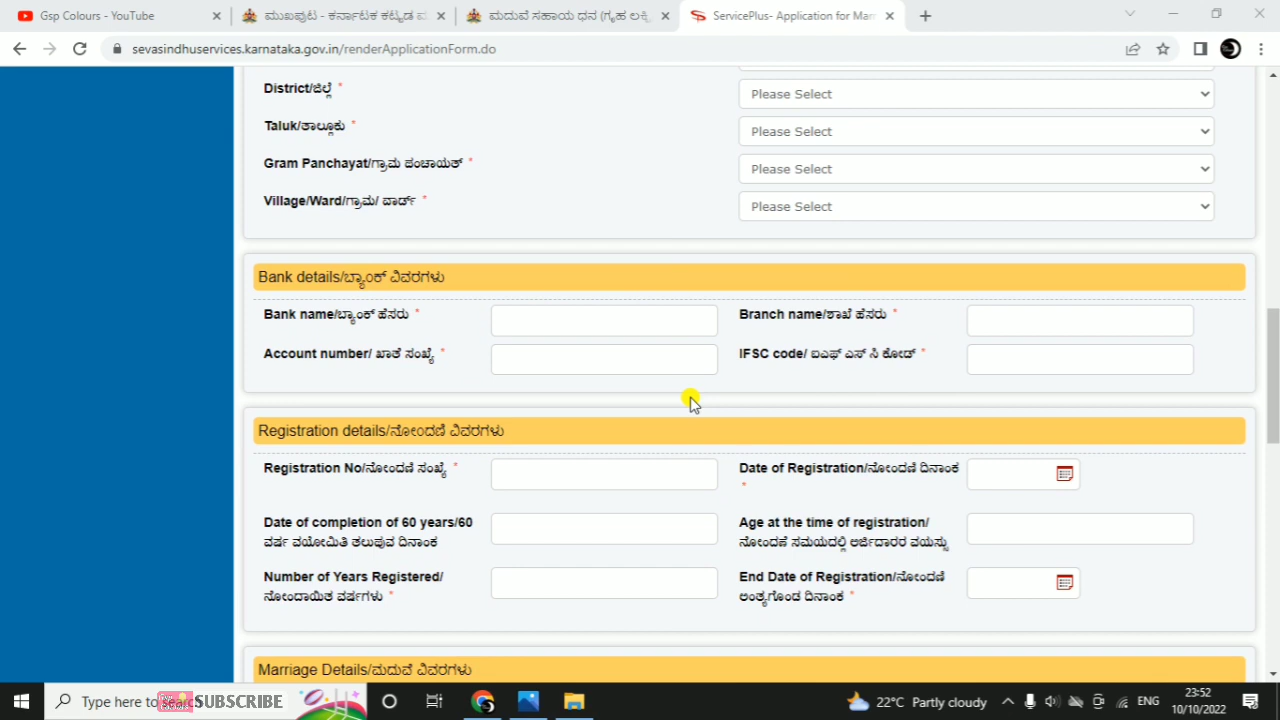 Gsp Colours - YouTube
ಮುಖಪುಟ - ಕರ್ನಾಟಕ ಕಟ್ಟಡ ಮ
ಮದುವೆ ಸಹಾಯ ಧನ (ಗೃಹ ಲಕ್ಷ್ಮಿ
ServicePlus- Application for Marr
sevasindhuservices.karnataka.gov.in/renderApplicationForm.do
District/ಜಿಲ್ಲೆ *
Please Select
Taluk/ತಾಲ್ಲೂಕು *
Please Select
Gram Panchayat/ಗ್ರಾಮ ಪಂಚಾಯತ್ *
Please Select
Village/Ward/ಗ್ರಾಮ/ ವಾರ್ಡ್ *
Please Select
Bank details/ಬ್ಯಾಂಕ್ ವಿವರಗಳು
Bank name/ಬ್ಯಾಂಕ್ ಹೆಸರು *
Branch name/ಶಾಖೆ ಹೆಸರು *
Account number/ ಖಾತೆ ಸಂಖ್ಯೆ *
IFSC code/ ಐಎಫ್ ಎಸ್ ಸಿ ಕೋಡ್ *
Registration details/ನೋಂದಣಿ ವಿವರಗಳು
Registration No/ನೋಂದಣಿ ಸಂಖ್ಯೆ *
Date of Registration/ನೋಂದಣಿ ದಿನಾಂಕ
*
Date of completion of 60 years/60
ವರ್ಷ ವಯೋಮಿತಿ ತಲುಪುವ ದಿನಾಂಕ
Age at the time of registration/
ನೋಂದಣಿ ಸಮಯದಲ್ಲಿ ಅರ್ಜಿದಾರರ ವಯಸ್ಸು
Number of Years Registered/
ನೋಂದಾಯಿತ ವರ್ಷಗಳು *
End Date of Registration/ನೋಂದಣಿ
ಅಂತ್ಯಗೊಂಡ ದಿನಾಂಕ *
Marriage Details/ಮದುವೆ ವಿವರಗಳು
Type here to search
SUBSCRIBE
22°C Partly cloudy
ENG
23:52
10/10/2022